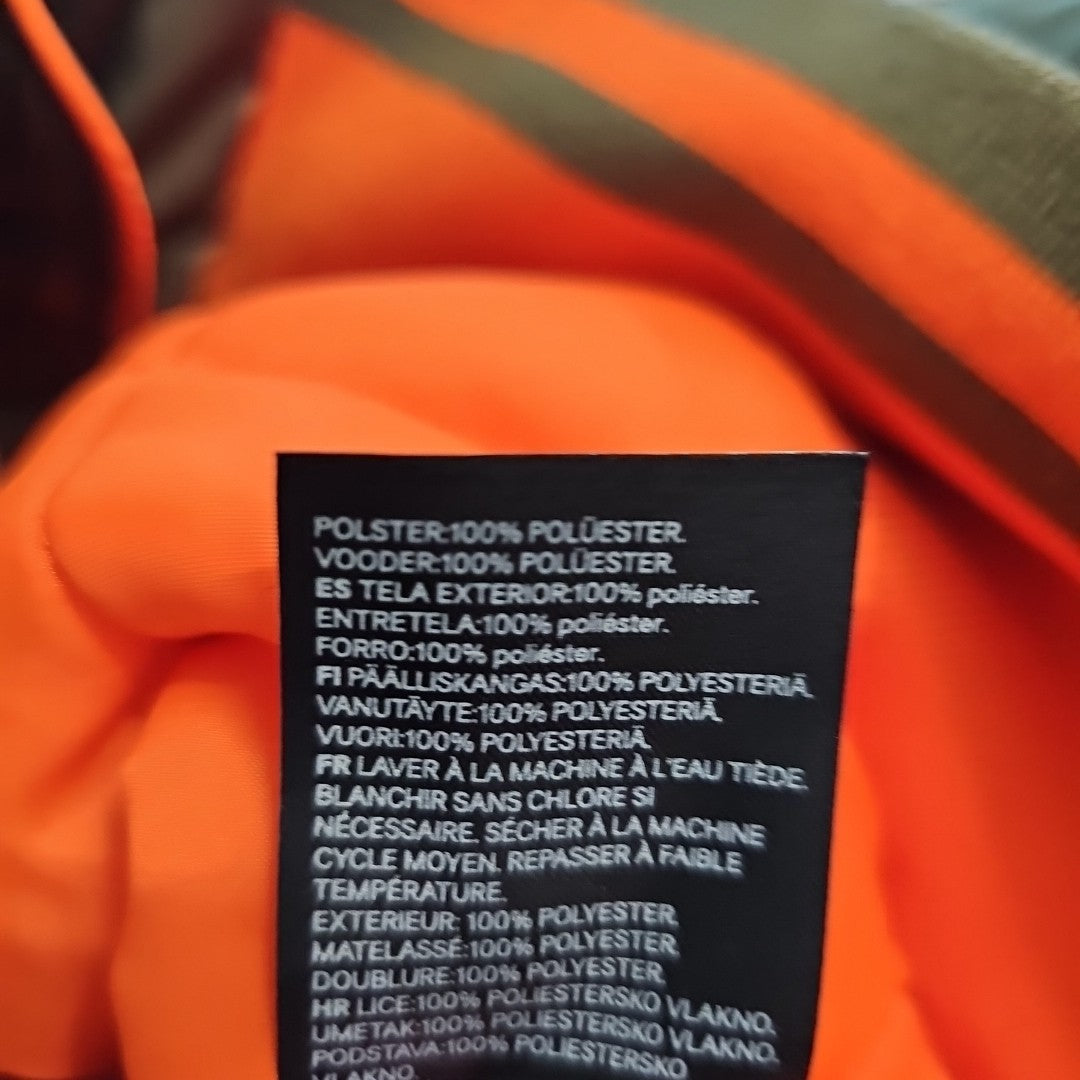 POLSTER:100% POLÜESTER.
VOODER:100% POLÜESTER.
ES TELA EXTERIOR:100% poliéster.
ENTRETELA:100% poliéster.
FORRO:100% poliéster.
FI PÄÄLLISKANGAS:100% POLYESTERIÄ.
VANUTÄYTE:100% POLYESTERIÄ.
VUORI:100% POLYESTERIÄ.
FR LAVER À LA MACHINE À L'EAU TIÈDE.
BLANCHIR SANS CHLORE SI
NÉCESSAIRE. SÉCHER À LA MACHINE
CYCLE MOYEN. REPASSER À FAIBLE
TEMPÉRATURE.
EXTERIEUR: 100% POLYESTER.
MATELASSÉ:100% POLYESTER.
DOUBLURE:100% POLYESTER.
HR LICE:100% POLIESTERSKO VLAKNO.
UMETAK:100% POLIESTERSKO VLAKNO.
PODSTAVA:100% POLIESTERSKO
VLAKNO.